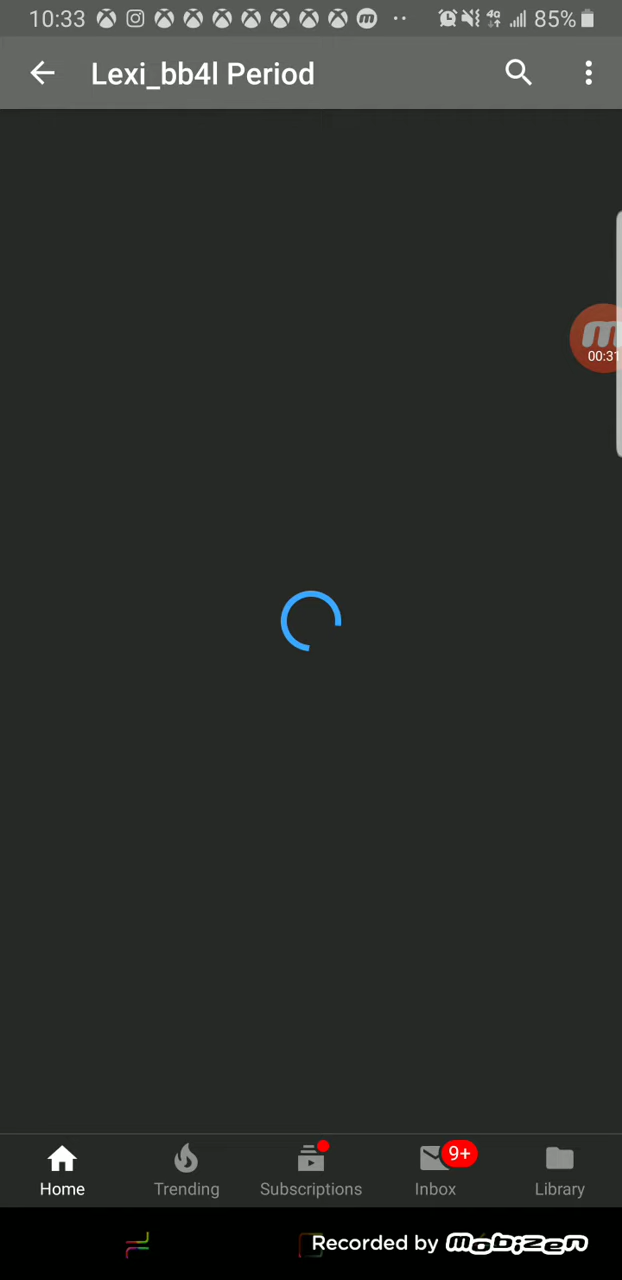 10:33 85%
Lexi_bb4l Period
00:31
Home Trending Subscriptions Inbox 9+ Library
Recorded by mobizen